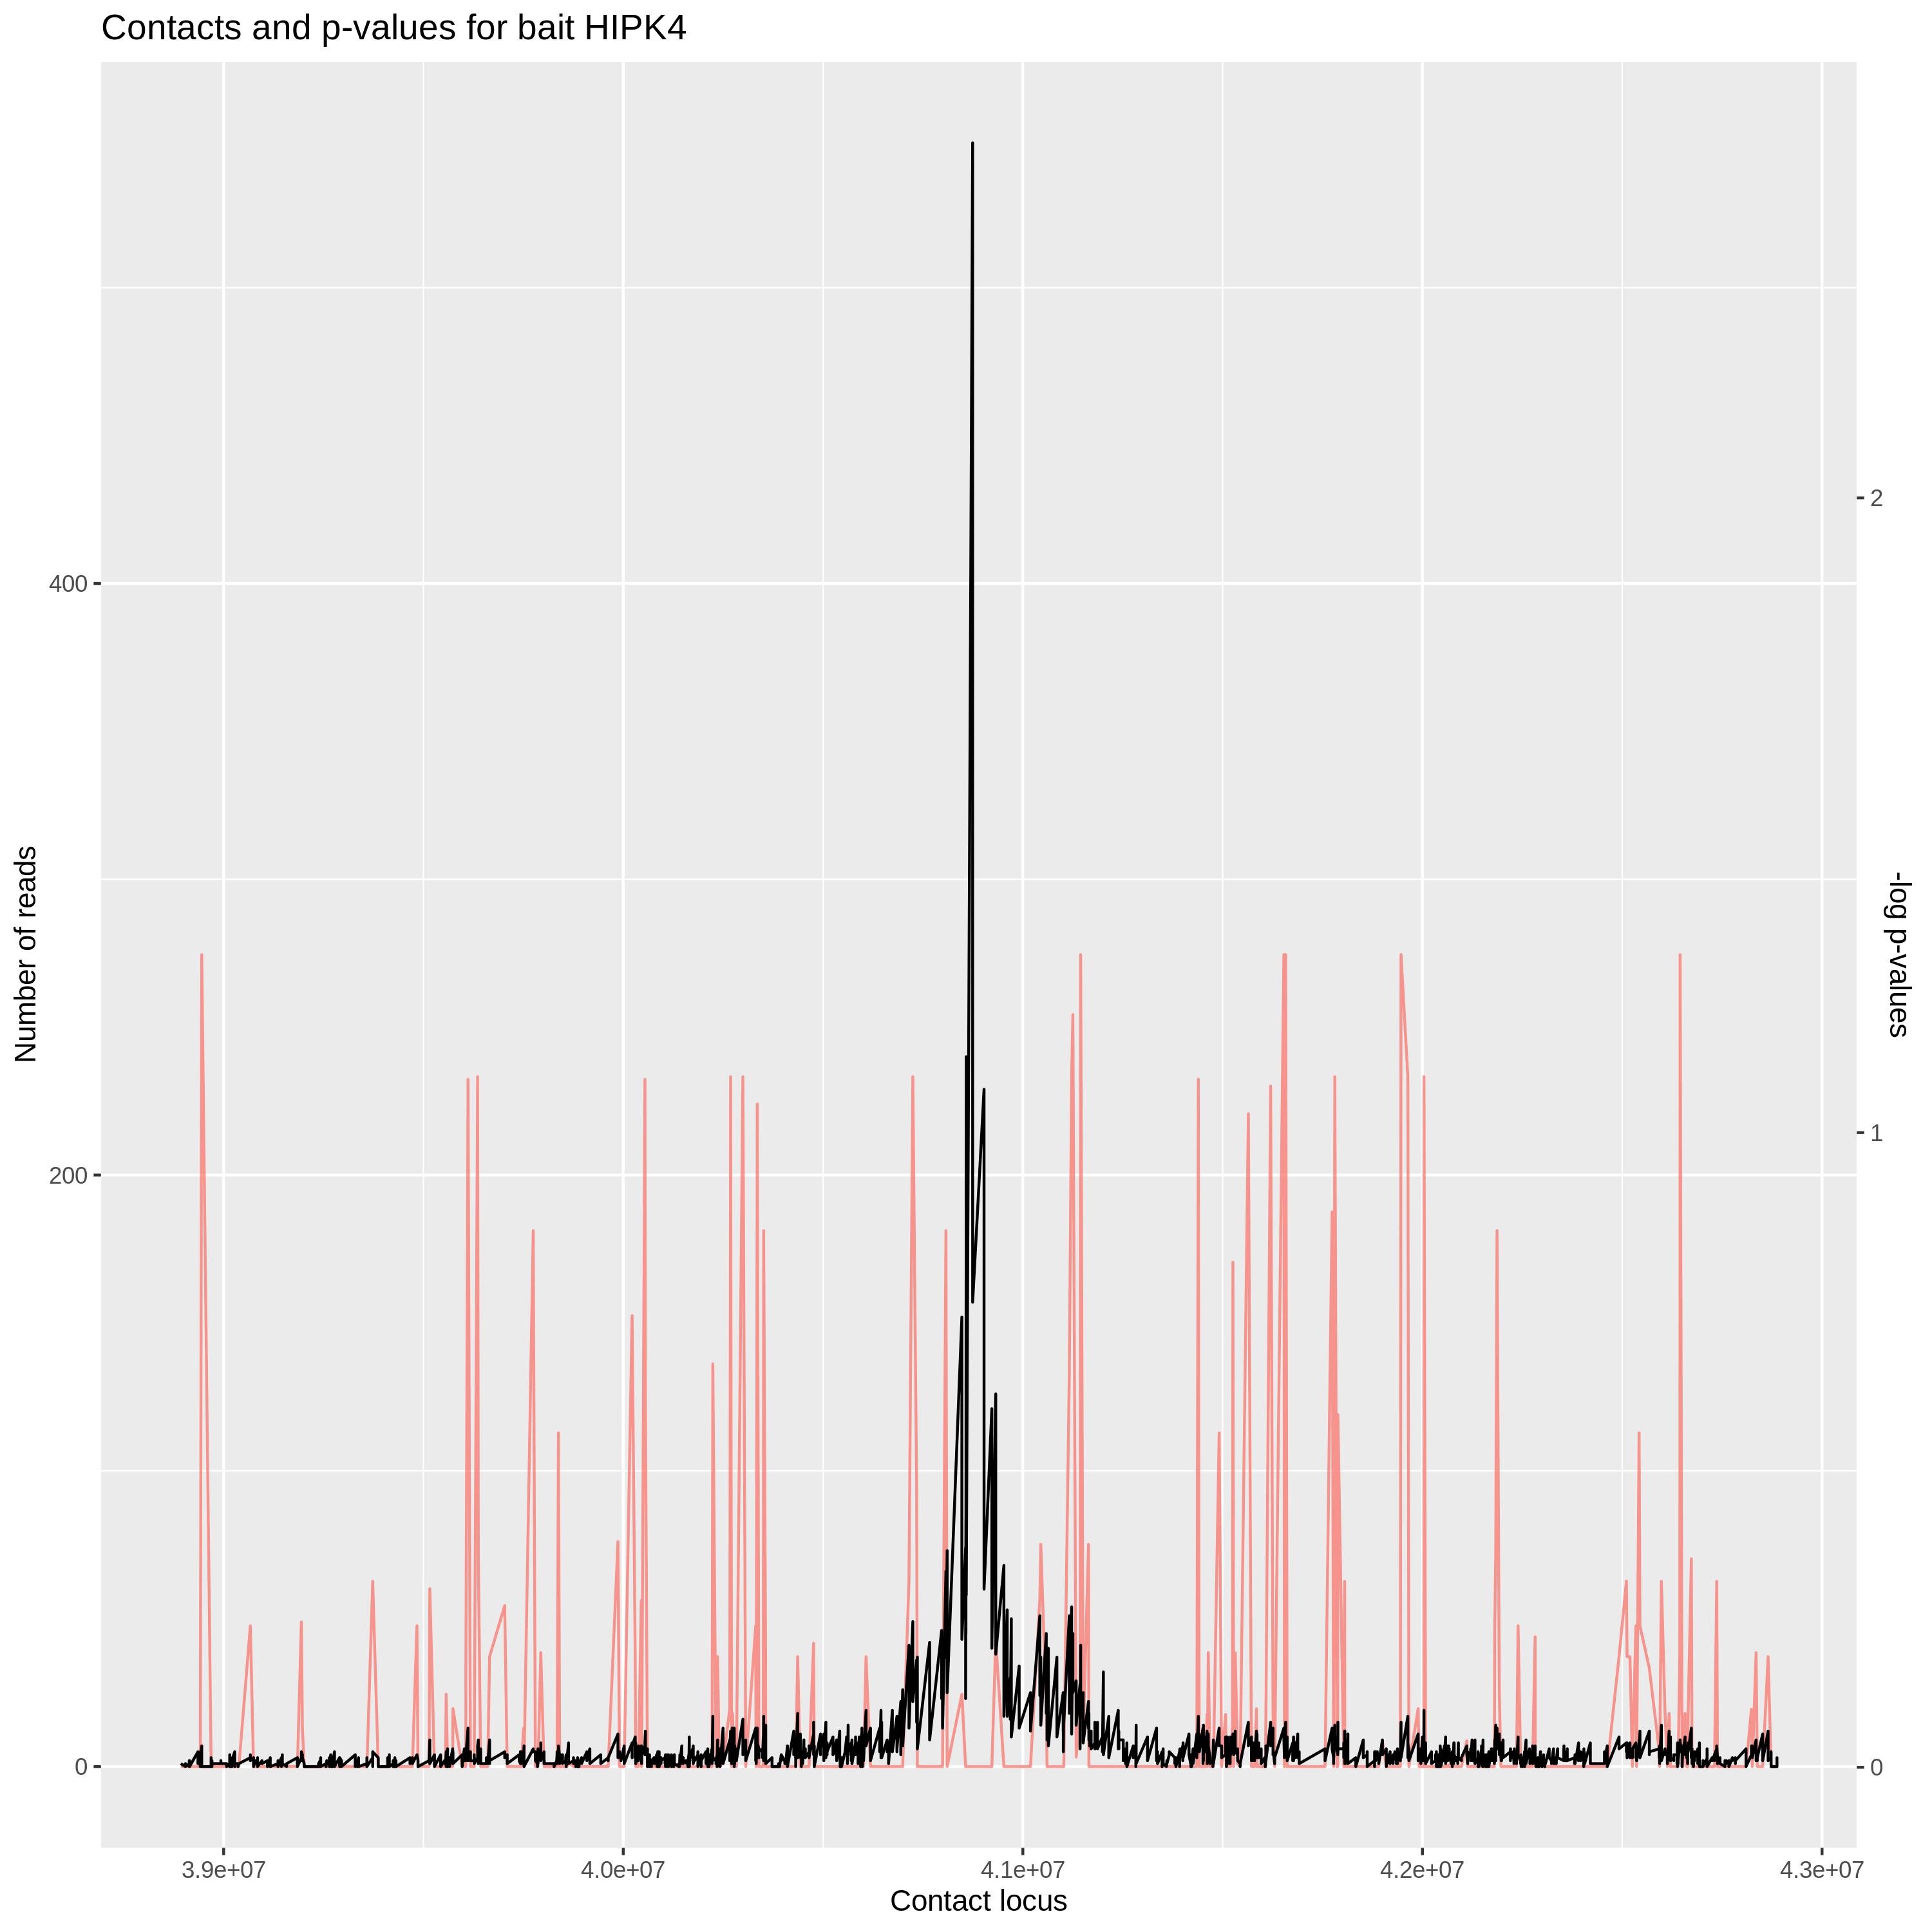 Contacts and p-values for bait HIPK4
Number of reads
400
200
0
2
1
0
-log p-values
3.9e+07
4.0e+07
4.1e+07
4.2e+07
4.3e+07
Contact locus